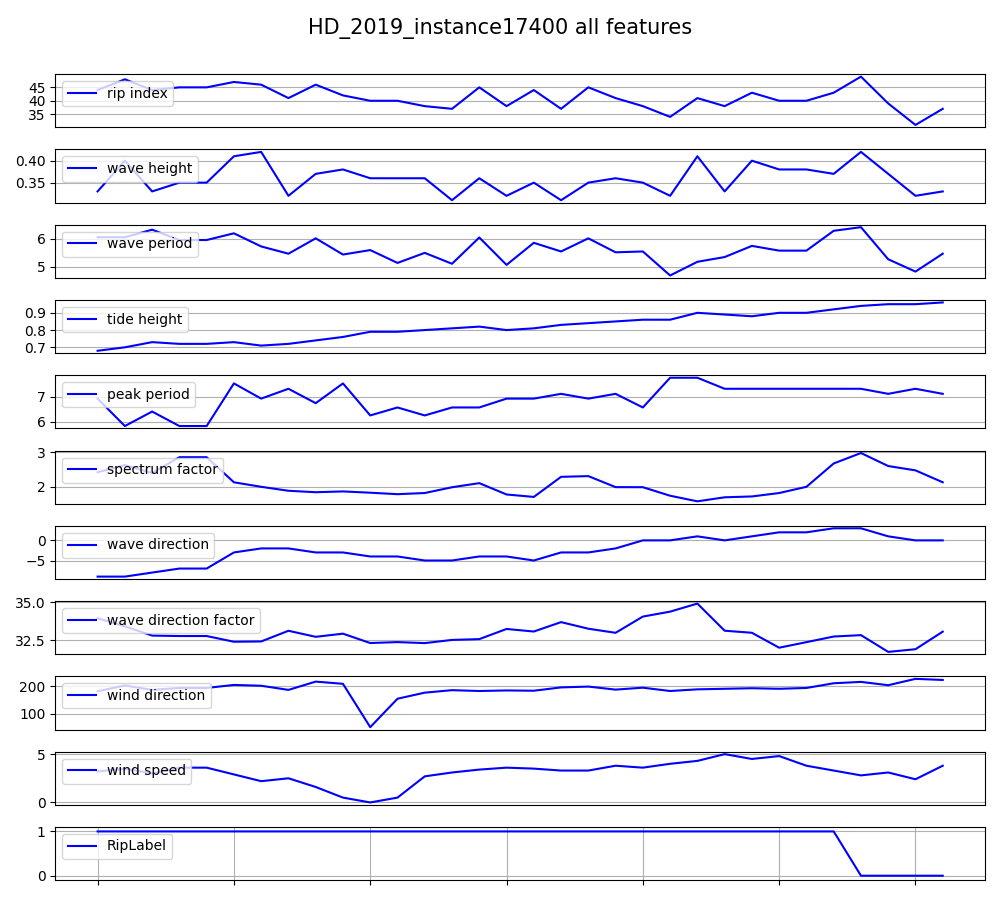 HD_2019_instance17400 all features
45
40
35
rip index
0.40
0.35
wave height
6
5
wave period
0.9
0.8
0.7
tide height
7
6
peak period
3
2
spectrum factor
0
−5
wave direction
35.0
32.5
wave direction factor
200
100
wind direction
5
0
wind speed
1
0
RipLabel